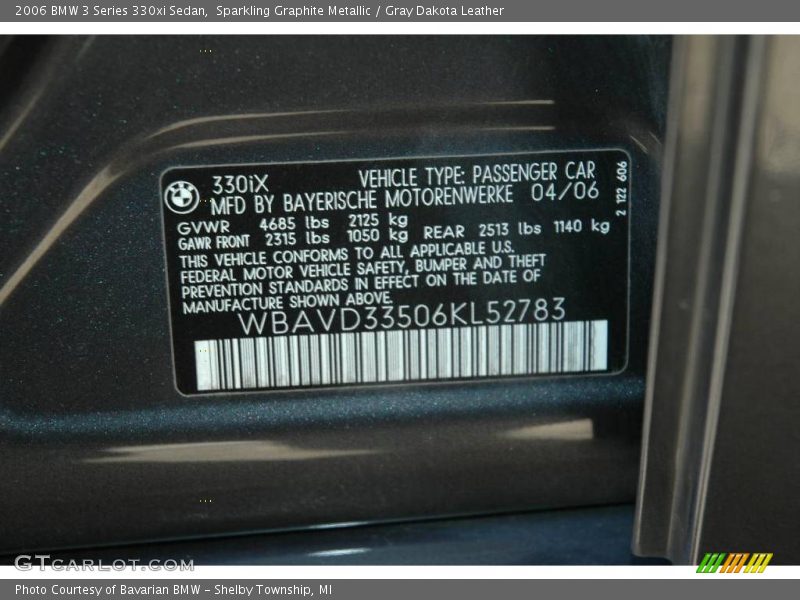 2006 BMW 3 Series 330xi Sedan,  Sparkling Graphite Metallic / Gray Dakota Leather
330iX VEHICLE TYPE: PASSENGER CAR
MFD BY BAYERISCHE MOTORENWERKE 04/06
2 122 606
GVWR 4685 lbs 2125 kg
GAWR FRONT 2315 lbs 1050 kg REAR 2513 lbs 1140 kg
THIS VEHICLE CONFORMS TO ALL APPLICABLE U.S.
FEDERAL MOTOR VEHICLE SAFETY, BUMPER AND THEFT
PREVENTION STANDARDS IN EFFECT ON THE DATE OF
MANUFACTURE SHOWN ABOVE.
WBAVD33506KL52783
GTCARLOT.COM
Photo Courtesy of Bavarian BMW – Shelby Township, MI